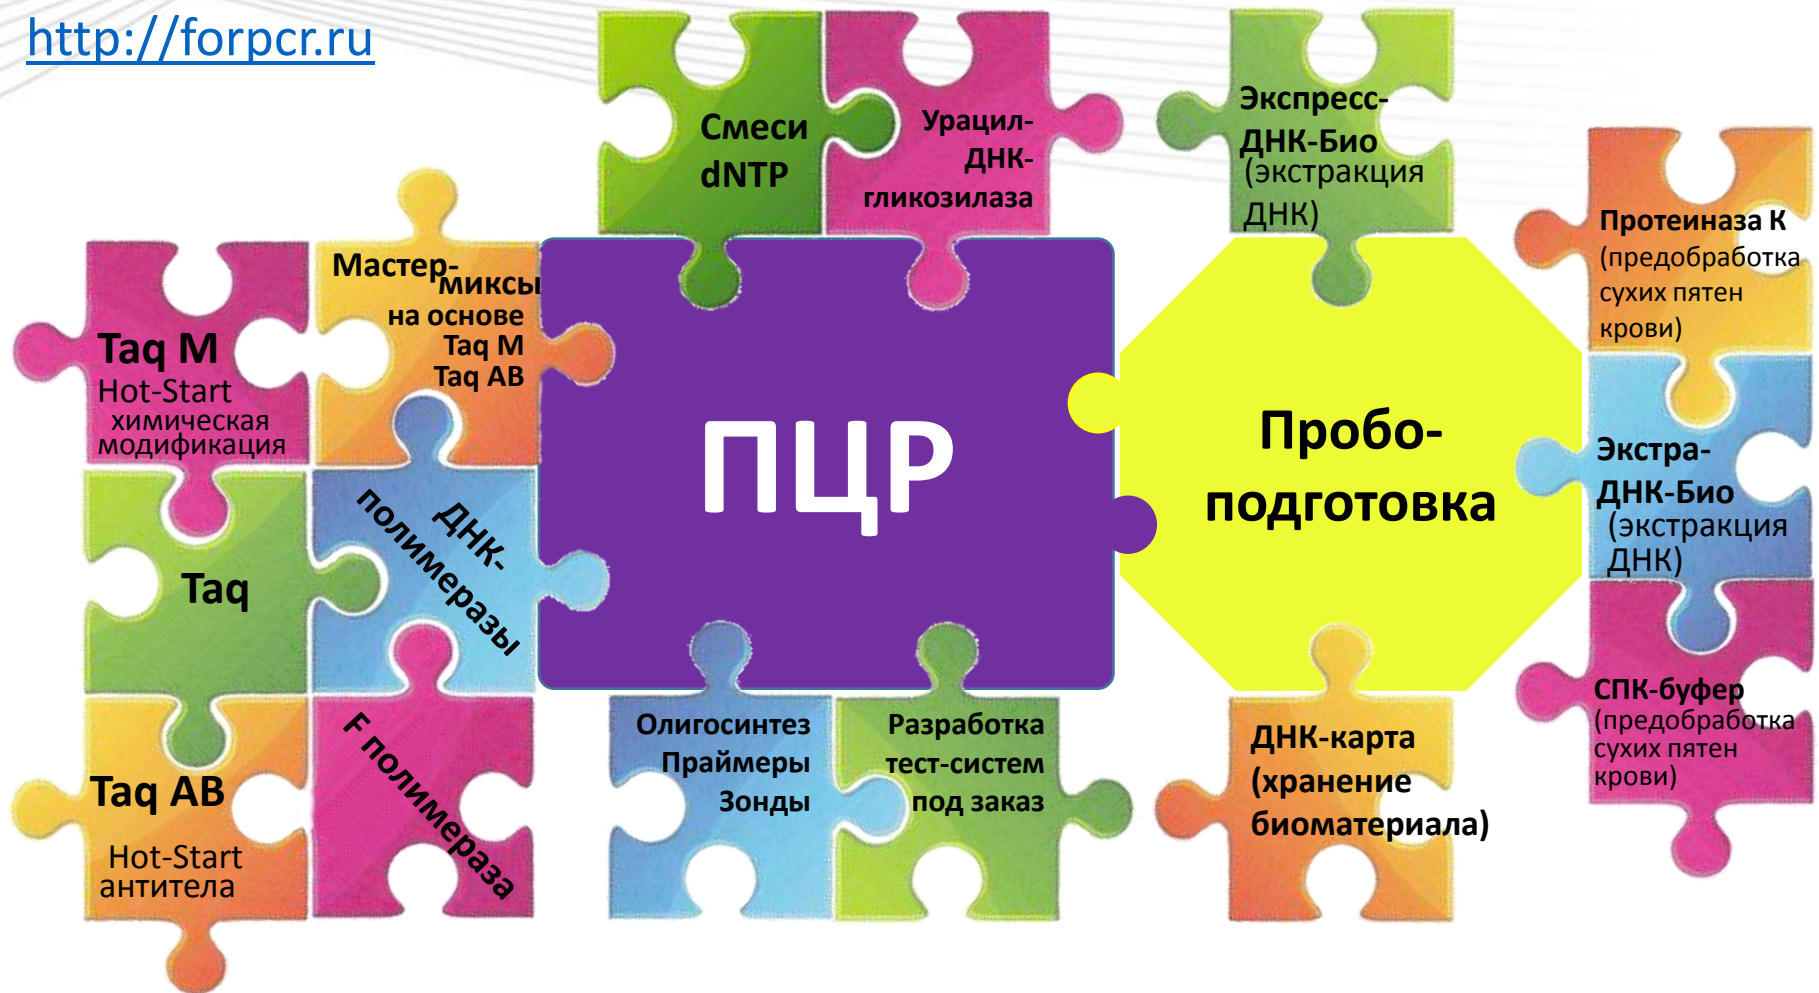 http://forpcr.ru
Смеси
dNTP
Урацил-
ДНК-
гликозилаза
Экспресс-
ДНК-Био
(экстракция
ДНК)
Протеиназа К
(предобработка
сухих пятен
крови)
Мастер-
миксы
на основе
Taq M
Taq AB
Taq M
Hot-Start
химическая
модификация
ПЦР
Пробо-
подготовка
Экстра-
ДНК-Био
(экстракция
ДНК)
ДНК-
полимеразы
Taq
СПК-буфер
(предобработка
сухих пятен
крови)
Taq AB
Hot-Start
антитела
F полимераза
Олигосинтез
Праймеры
Зонды
Разработка
тест-систем
под заказ
ДНК-карта
(хранение
биоматериала)